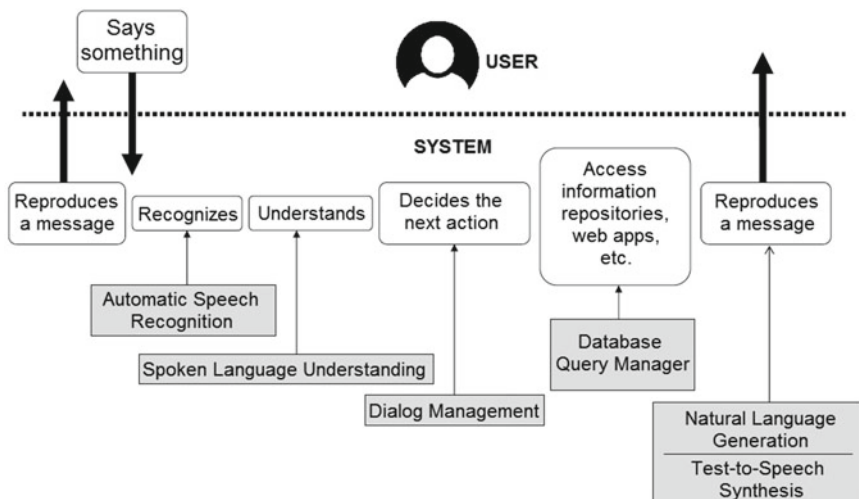 Says
something
USER
SYSTEM
Reproduces
a message
Recognizes
Understands
Decides the
next action
Access
information
repositories,
web apps,
etc.
Reproduces
a message
Automatic Speech
Recognition
Spoken Language Understanding
Dialog Management
Database
Query Manager
Natural Language
Generation
Test-to-Speech
Synthesis